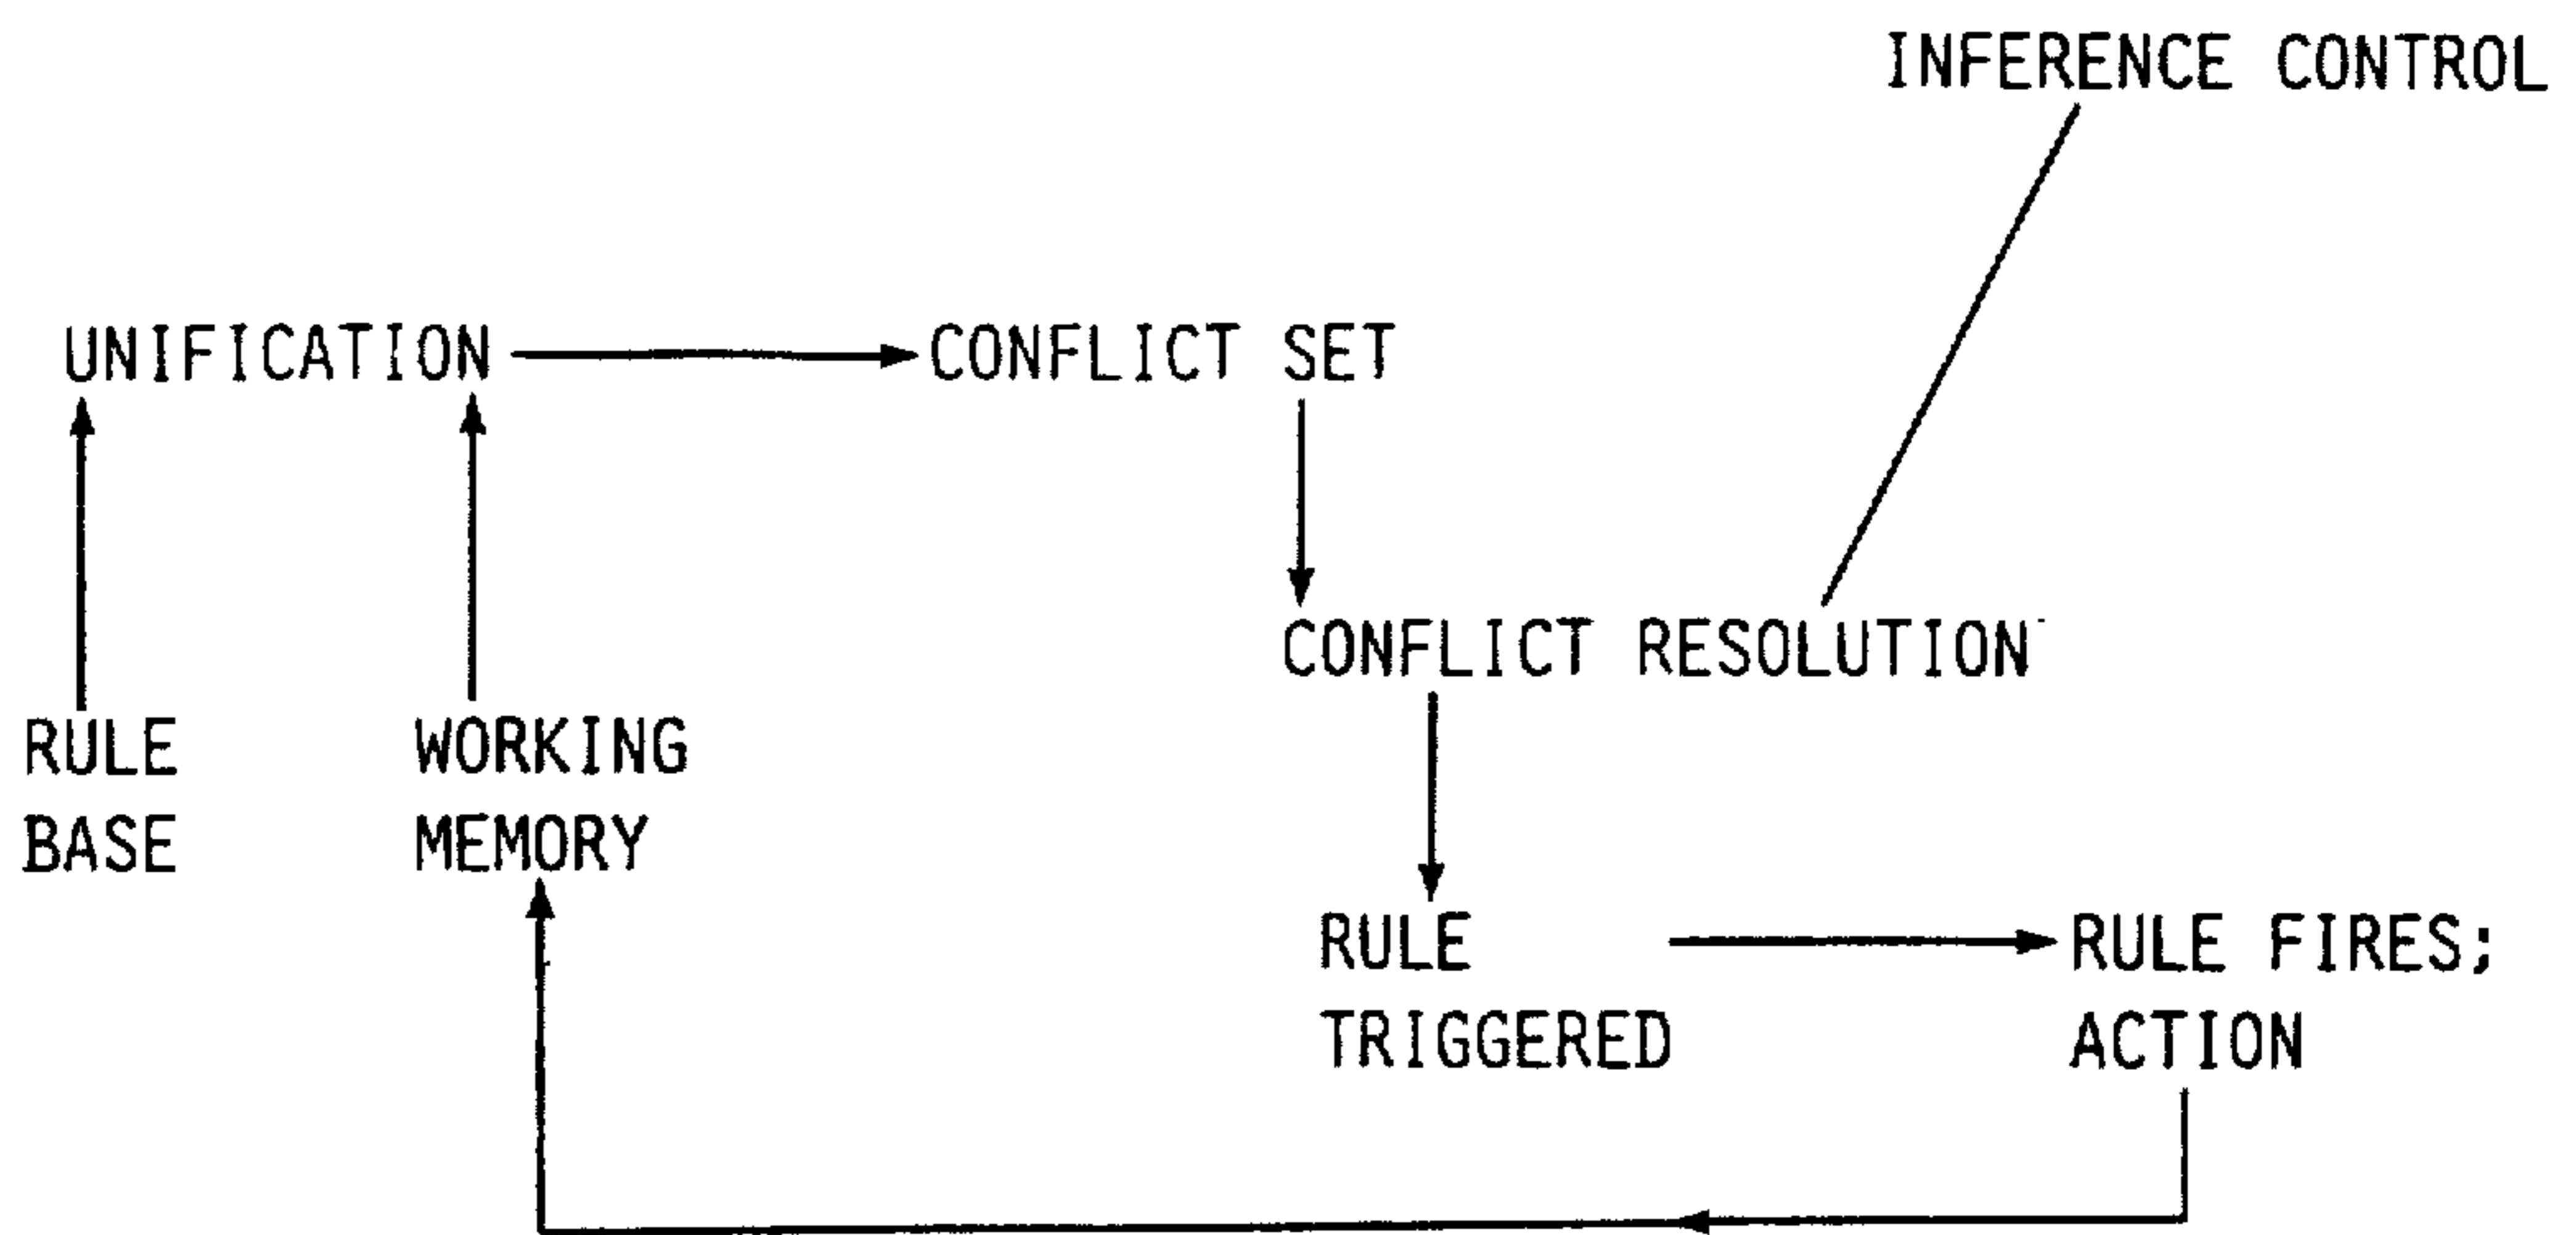 INFERENCE CONTROL
UNIFICATION
CONFLICT SET
CONFLICT RESOLUTION
RULE
BASE
WORKING
MEMORY
RULE
TRIGGERED
RULE FIRES;
ACTION